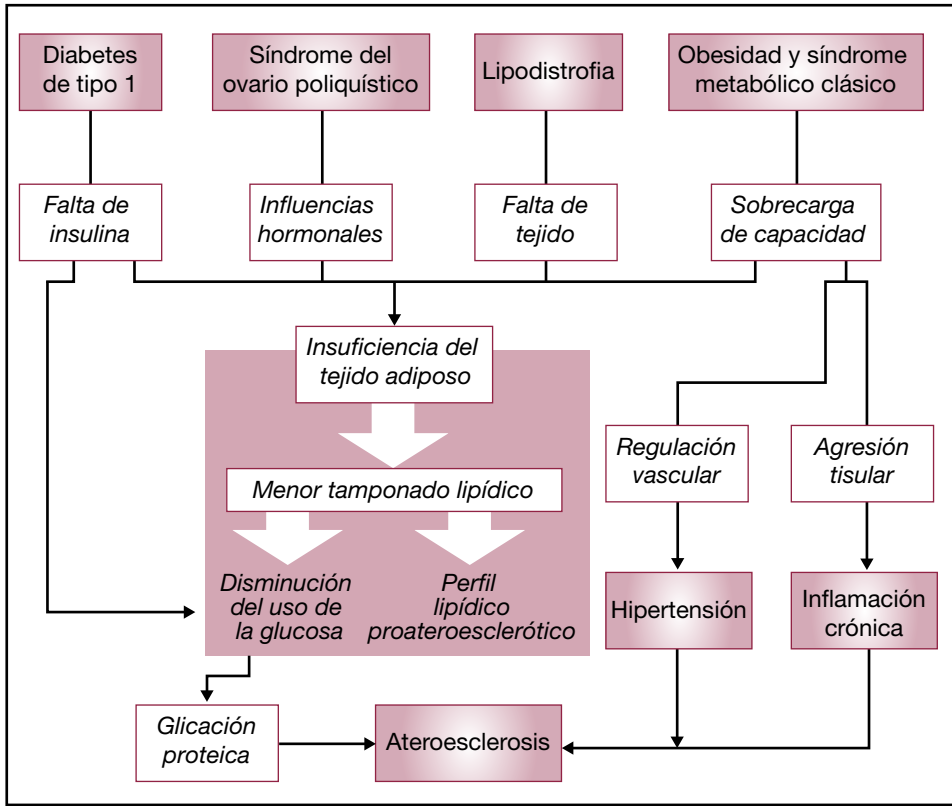 Diabetes
de tipo 1
Síndrome del
ovario poliquístico
Lipodistrofia
Obesidad y síndrome
metabólico clásico
Falta de
insulina
Influencias
hormonales
Falta de
tejido
Sobrecarga
de capacidad
Insuficiencia del
tejido adiposo
Regulación
vascular
Agresión
tisular
Menor tamponado lipídico
Disminución
del uso de
la glucosa
Perfil
lipídico
proateroesclerótico
Hipertensión
Inflamación
crónica
Glicación
proteica
Ateroesclerosis